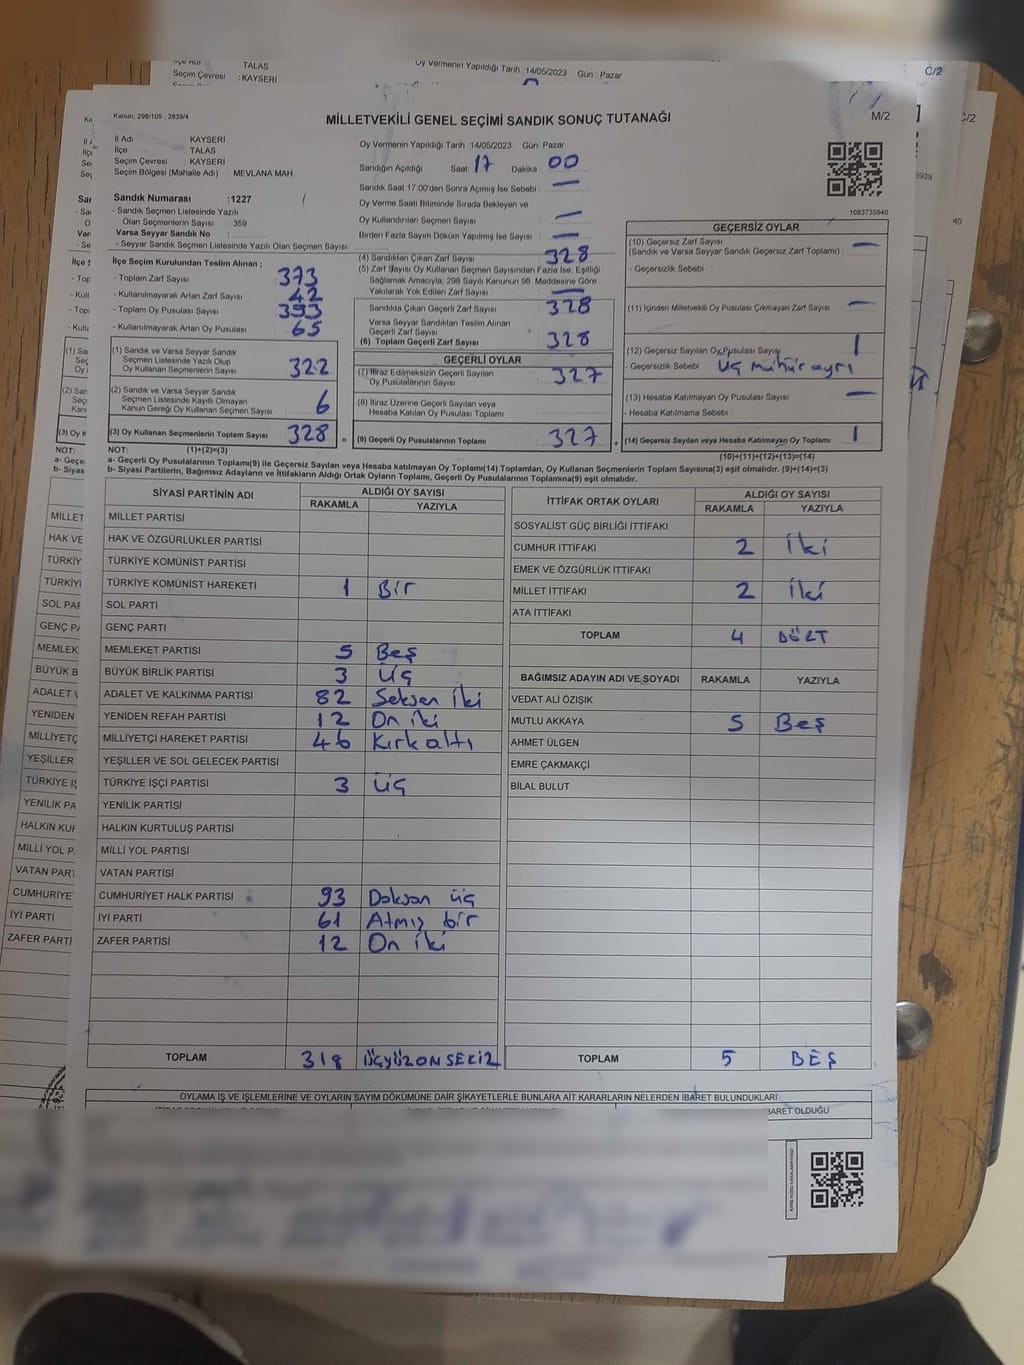 İlçe Adı TALAS
Seçim Çevresi : KAYSERİ
Oy Vermenin Yapıldığı Tarih : 14/05/2023 Gün : Pazar
C/2
Kanun, 298/105 , 2839/4
MİLLETVEKİLİ GENEL SEÇİMİ SANDIK SONUÇ TUTANAĞI
M/2
İl Adı : KAYSERİ
İlçe : TALAS
Seçim Çevresi : KAYSERİ
Seçim Bölgesi (Mahalle Adı) : MEVLANA MAH.
Oy Vermenin Yapıldığı Tarih : 14/05/2023 Gün: Pazar
Sandığın Açıldığı Saat: 17 Dakika : 00
Sandık Saat 17:00'den Sonra Açımış İse Sebebi : —
Oy Verme Saati Bitiminde Sırada Bekleyen ve
Oy Kullandırılan Seçmen Sayısı : —
Birden Fazla Sayım Döküm Yapılmış İse Sayısı : —
1083735940
Sandık Numarası :1227
- Sandık Seçmen Listesinde Yazılı
Olan Seçmenlerin Sayısı : 359
Varsa Seyyar Sandık No :
- Seyyar Sandık Seçmen Listesinde Yazılı Olan Seçmen Sayısı:
İlçe Seçim Kurulundan Teslim Alınan ;
- Toplam Zarf Sayısı : 373
- Kullanılmayarak Artan Zarf Sayısı : 42
- Toplam Oy Pusulası Sayısı : 393
- Kullanılmayarak Artan Oy Pusulası : 65
(1) Sandık ve Varsa Seyyar Sandık
Seçmen Listesinde Yazılı Olup
Oy Kullanan Seçmenlerin Sayısı : 322
(2) Sandık ve Varsa Seyyar Sandık
Seçmen Listesinde Kayıtlı Olmayan
Kanun Gereği Oy Kullanan Seçmen Sayısı : 6
(3) Oy Kullanan Seçmenlerin Toplam Sayısı : 328
(1)+(2)=(3)
(4) Sandıktan Çıkan Zarf Sayısı : 328
(5) Zarf Sayısı Oy Kullanan Seçmen Sayısından Fazla İse, Eşitliği
Sağlamak Amacıyla; 298 Sayılı Kanunun 98. Maddesine Göre
Yakılarak Yok Edilen Zarf Sayısı : —
Sandıkla Çıkan Geçerli Zarf Sayısı : 328
Varsa Seyyar Sandıktan Teslim Alınan
Geçerli Zarf Sayısı :
(6) Toplam Geçerli Zarf Sayısı : 328
GEÇERLİ OYLAR
(7) İtiraz Edilmeksizin Geçerli Sayılan
Oy Pusulalarının Sayısı : 327
(8) İtiraz Üzerine Geçerli Sayılan veya
Hesaba Katılan Oy Pusulası Toplamı :
= (9) Geçerli Oy Pusulalarının Toplamı : 327
GEÇERSİZ OYLAR
(10) Geçersiz Zarf Sayısı : —
(Sandık ve Varsa Seyyar Sandık Geçersiz Zarf Toplamı)
- Geçersizlik Sebebi :
(11) İçinden Milletvekili Oy Pusulası Çıkmayan Zarf Sayısı : —
(12) Geçersiz Sayılan Oy Pusulası Sayısı : 1
- Geçersizlik Sebebi : Üç mühür ayrı
(13) Hesaba Katılmayan Oy Pusulası Sayısı : —
- Hesaba Katılmama Sebebi :
+ (14) Geçersiz Sayılan veya Hesaba Katılmayan Oy Toplamı : 1
(10)+(11)+(12)+(13)=(14)
NOT:
a- Geçerli Oy Pusulalarının Toplamı(9) ile Geçersiz Sayılan veya Hesaba katılmayan Oy Toplamı(14) Toplamları, Oy Kullanan Seçmenlerin Toplam Sayısına(3) eşit olmalıdır. (9)+(14)=(3)
b- Siyasi Partilerin, Bağımsız Adayların ve İttifakların Aldığı Ortak Oyların Toplamı, Geçerli Oy Pusulalarının Toplamına(9) eşit olmalıdır.
SİYASİ PARTİNİN ADI ALDIĞI OY SAYISI
RAKAMLA YAZIYLA
MİLLET PARTİSİ
HAK VE ÖZGÜRLÜKLER PARTİSİ
TÜRKİYE KOMÜNİST PARTİSİ
TÜRKİYE KOMÜNİST HAREKETİ 1 Bir
SOL PARTİ
GENÇ PARTİ
MEMLEKET PARTİSİ 5 Beş
BÜYÜK BİRLİK PARTİSİ 3 Üç
ADALET VE KALKINMA PARTİSİ 82 Seksen iki
YENİDEN REFAH PARTİSİ 12 On iki
MİLLİYETÇİ HAREKET PARTİSİ 46 Kırk altı
YEŞİLLER VE SOL GELECEK PARTİSİ
TÜRKİYE İŞÇİ PARTİSİ 3 Üç
YENİLİK PARTİSİ
HALKIN KURTULUŞ PARTİSİ
MİLLİ YOL PARTİSİ
VATAN PARTİSİ
CUMHURİYET HALK PARTİSİ 93 Doksan üç
İYİ PARTİ 61 Atmış bir
ZAFER PARTİSİ 12 On iki
TOPLAM 318 ÜÇYÜZONSEKİZ
İTTİFAK ORTAK OYLARI ALDIĞI OY SAYISI
RAKAMLA YAZIYLA
SOSYALİST GÜÇ BİRLİĞİ İTTİFAKI
CUMHUR İTTİFAKI 2 İki
EMEK VE ÖZGÜRLÜK İTTİFAKI
MİLLET İTTİFAKI 2 İki
ATA İTTİFAKI
TOPLAM 4 DÖRT
BAĞIMSIZ ADAYIN ADI VE SOYADI RAKAMLA YAZIYLA
VEDAT ALİ ÖZIŞIK
MUTLU AKKAYA 5 Beş
AHMET ÜLGEN
EMRE ÇAKMAKÇİ
BİLAL BULUT
TOPLAM 5 BEŞ
OYLAMA İŞ VE İŞLEMLERİNE VE OYLARIN SAYIM DÖKÜMÜNE DAİR ŞİKAYETLERLE BUNLARA AİT KARARLARIN NELERDEN İBARET BULUNDUKLARI
BARET OLDUĞU